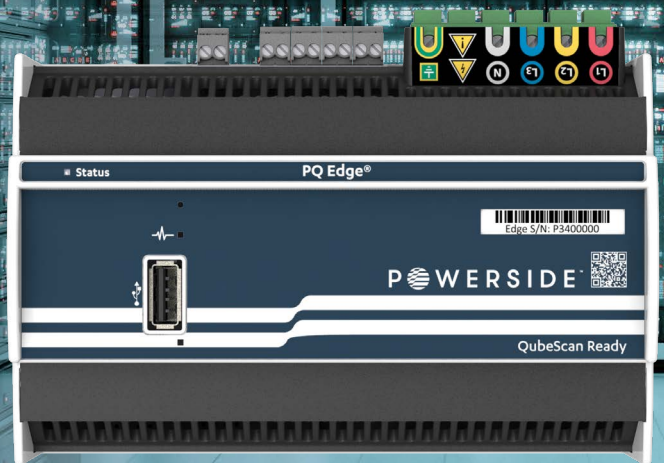 N L3 L2 L1
Status
PQ Edge®
Edge S/N: P3400000
POWERSIDE™
QubeScan Ready